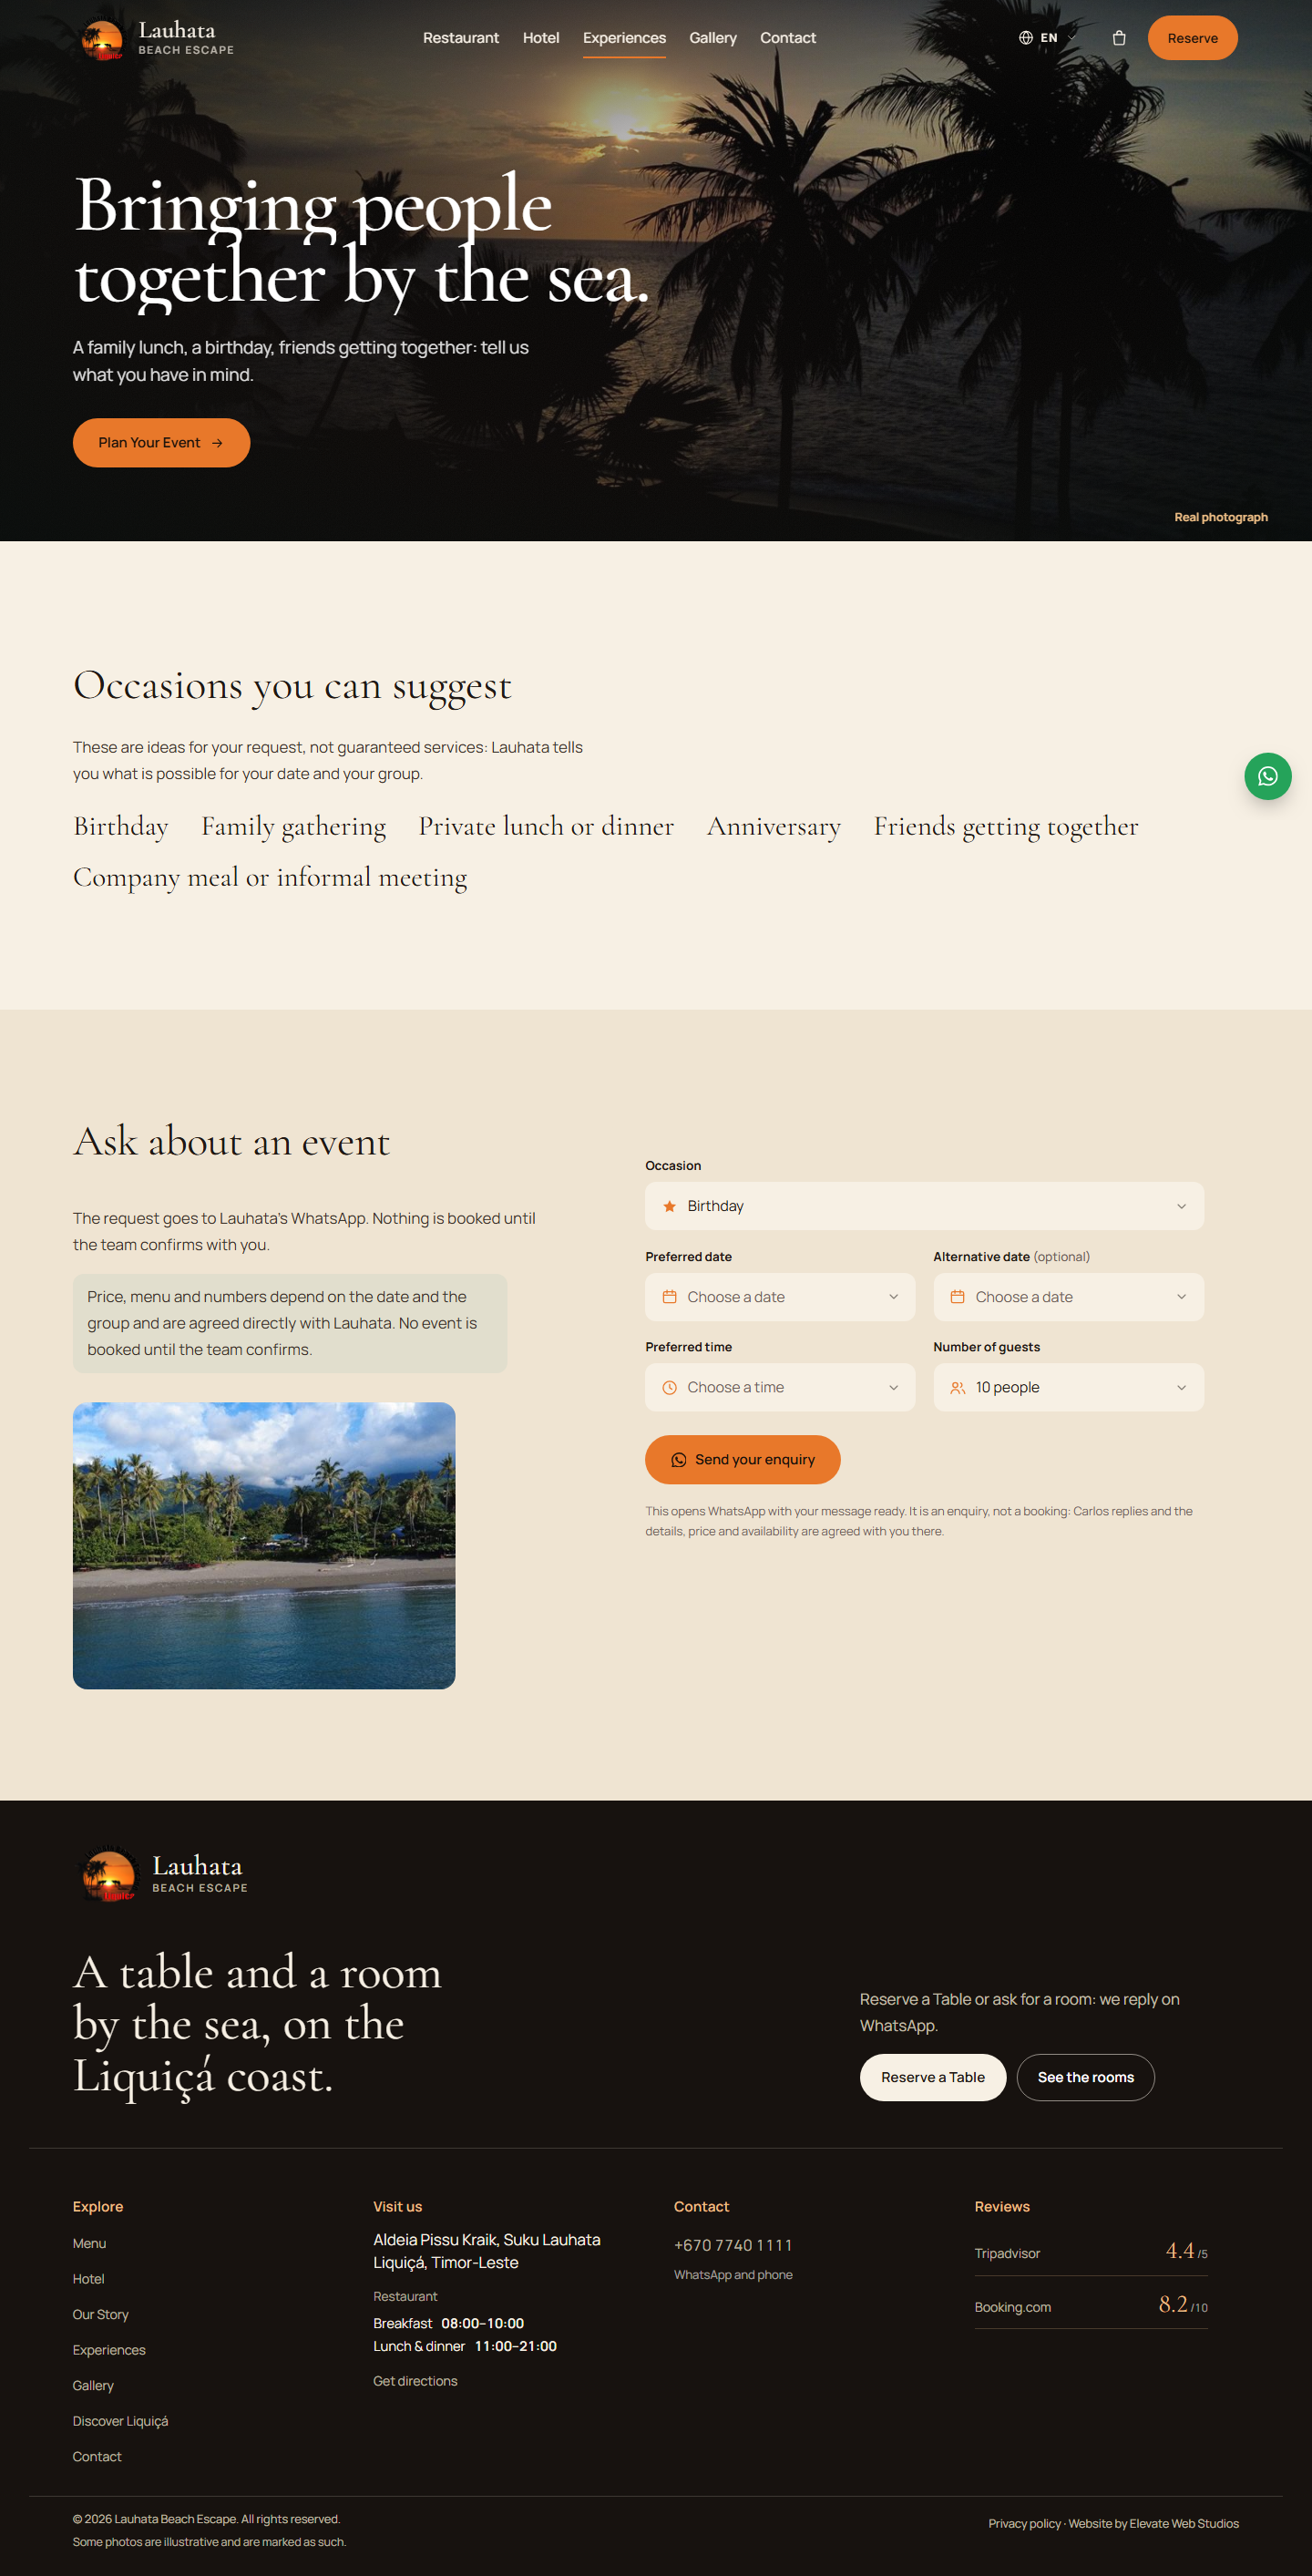 Lauhata
BEACH ESCAPE
Restaurant
Hotel
Experiences
Gallery
Contact
EN
Reserve
Bringing people
together by the sea.
A family lunch, a birthday, friends getting together: tell us
what you have in mind.
Plan Your Event →
Real photograph
Occasions you can suggest
These are ideas for your request, not guaranteed services: Lauhata tells
you what is possible for your date and your group.
Birthday Family gathering Private lunch or dinner Anniversary Friends getting together
Company meal or informal meeting
Ask about an event
The request goes to Lauhata's WhatsApp. Nothing is booked until
the team confirms with you.
Price, menu and numbers depend on the date and the
group and are agreed directly with Lauhata. No event is
booked until the team confirms.
Occasion
Birthday
Preferred date
Choose a date
Alternative date (optional)
Choose a date
Preferred time
Choose a time
Number of guests
10 people
Send your enquiry
This opens WhatsApp with your message ready. It is an enquiry, not a booking: Carlos replies and the
details, price and availability are agreed with you there.
Lauhata
BEACH ESCAPE
A table and a room
by the sea, on the
Liquiçá coast.
Reserve a Table or ask for a room: we reply on
WhatsApp.
Reserve a Table
See the rooms
Explore
Menu
Hotel
Our Story
Experiences
Gallery
Discover Liquiçá
Contact
Visit us
Aldeia Pissu Kraik, Suku Lauhata
Liquiçá, Timor-Leste
Restaurant
Breakfast 08:00–10:00
Lunch & dinner 11:00–21:00
Get directions
Contact
+670 7740 1111
WhatsApp and phone
Reviews
Tripadvisor 4.4 /5
Booking.com 8.2 /10
© 2026 Lauhata Beach Escape. All rights reserved.
Some photos are illustrative and are marked as such.
Privacy policy · Website by Elevate Web Studios